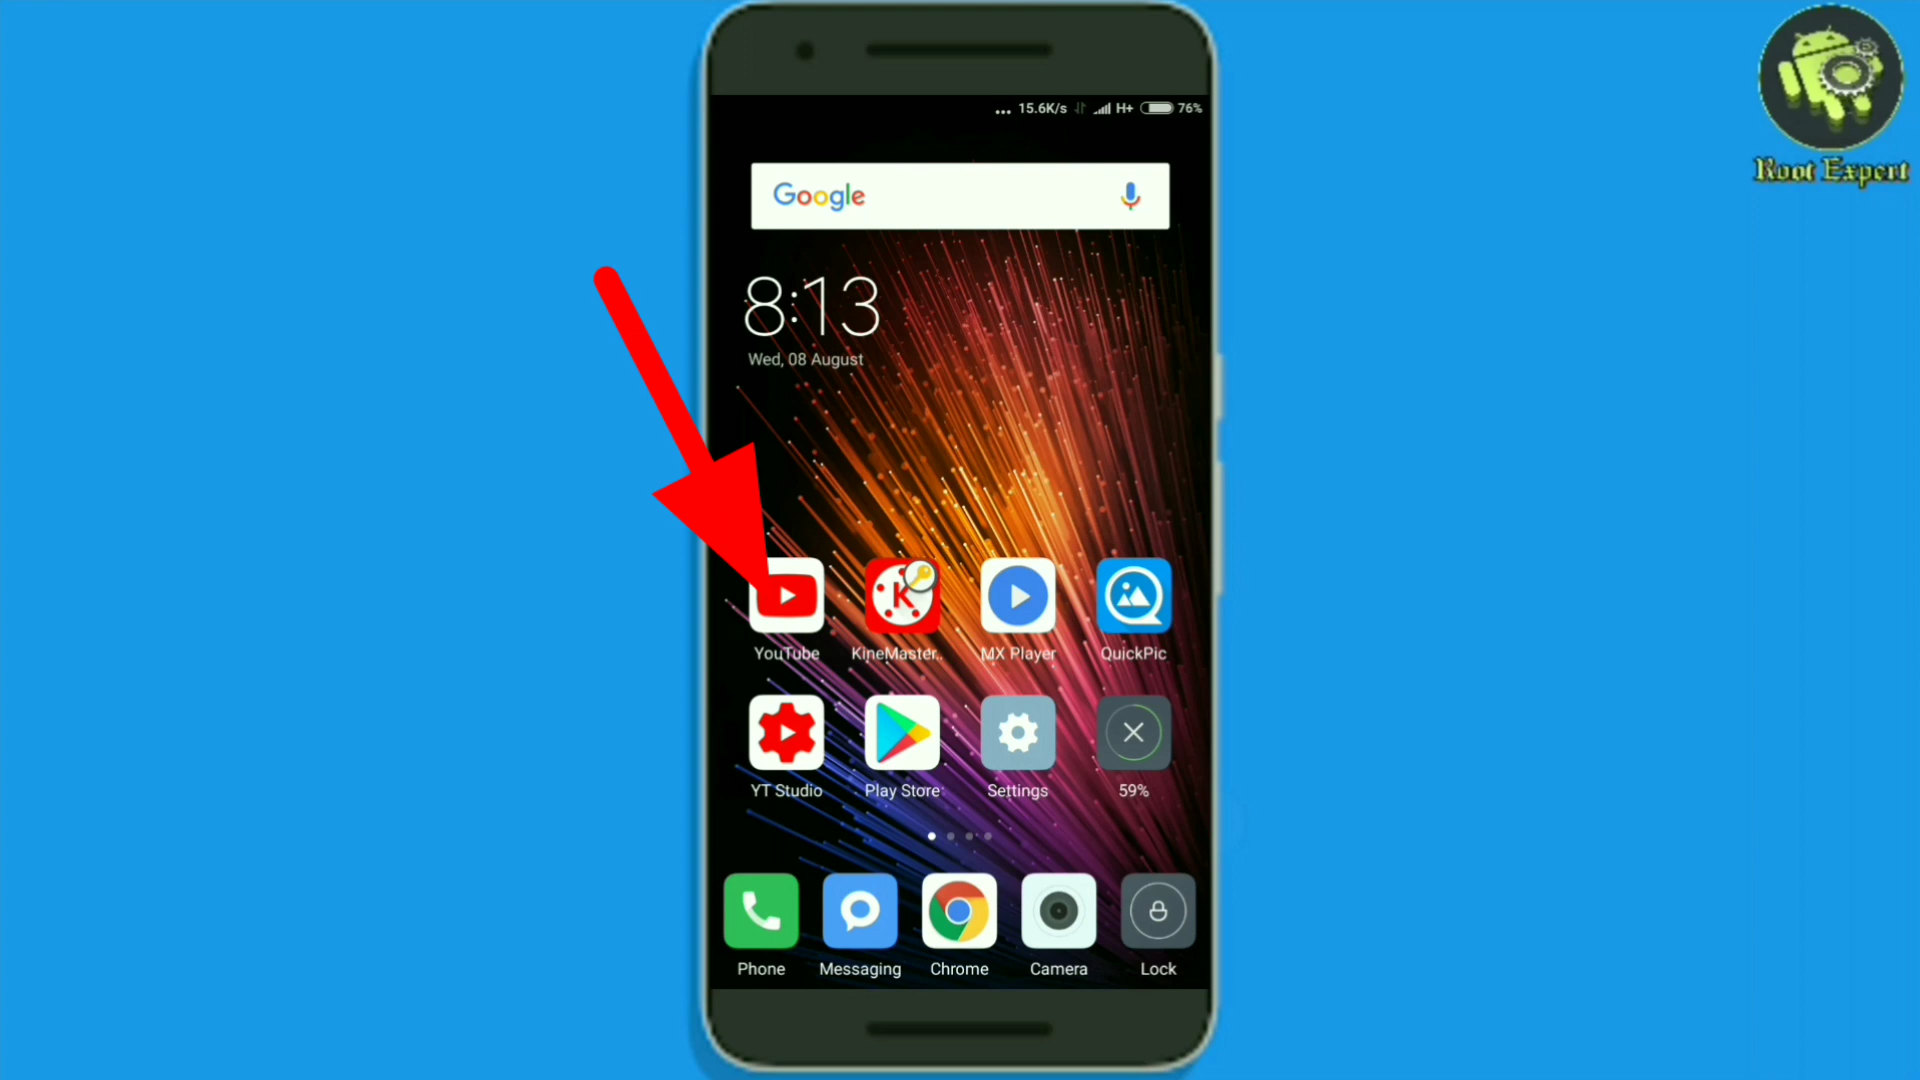 ... 15.6K/s H+ 76%
Root Expert
Google
8:13
Wed, 08 August
K
YouTube KineMaster.. MX Player QuickPic
YT Studio Play Store Settings 59%
Phone Messaging Chrome Camera Lock